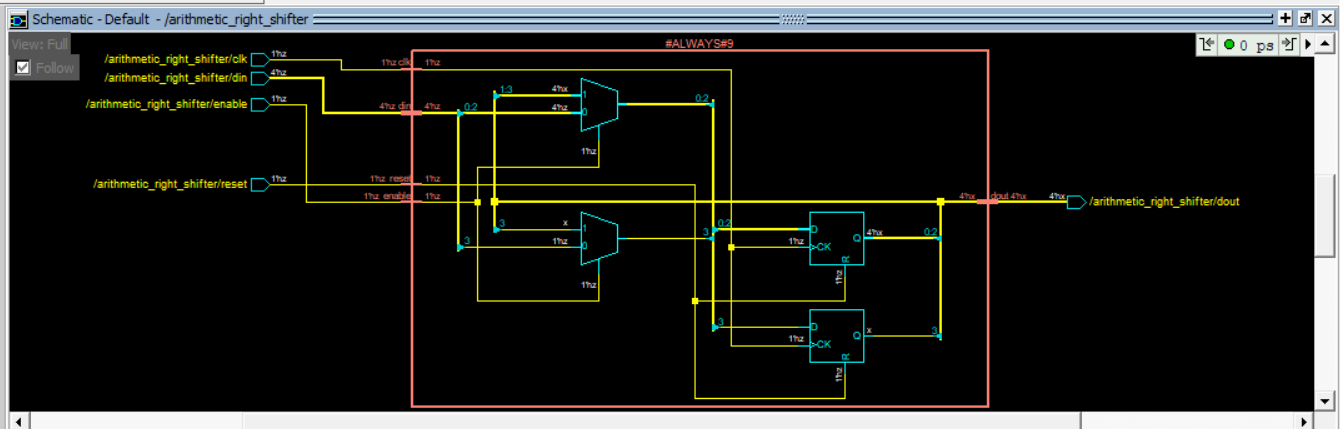 Schematic - Default - /arithmetic_right_shifter
View: Full
Follow
0 ps
#ALWAYS#9
/arithmetic_right_shifter/clk 1'hz
1'hz clk 1'hz
/arithmetic_right_shifter/din 4'hz
4'hz din 4'hz
/arithmetic_right_shifter/enable 1'hz
/arithmetic_right_shifter/reset 1'hz
1'hz reset 1'hz
1'hz enable 1'hz
0:2
1:3 4'hx 1
4'hz 0
1'hz
0:2
3 x 1
3 1'hz 0
1'hz
3
0:2 D
1'hz CK
Q 4'hx 0:2
R
1'hz
3 D
1'hz CK
Q x 3
R
1'hz
4'hx dout 4'hx
4'hx /arithmetic_right_shifter/dout